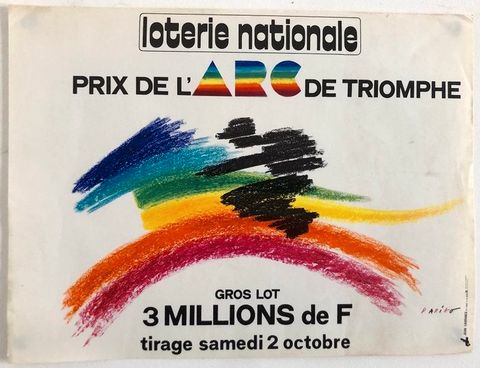 loterie nationale
PRIX DE L'ARC DE TRIOMPHE
GROS LOT
3 MILLIONS de F
tirage samedi 2 octobre